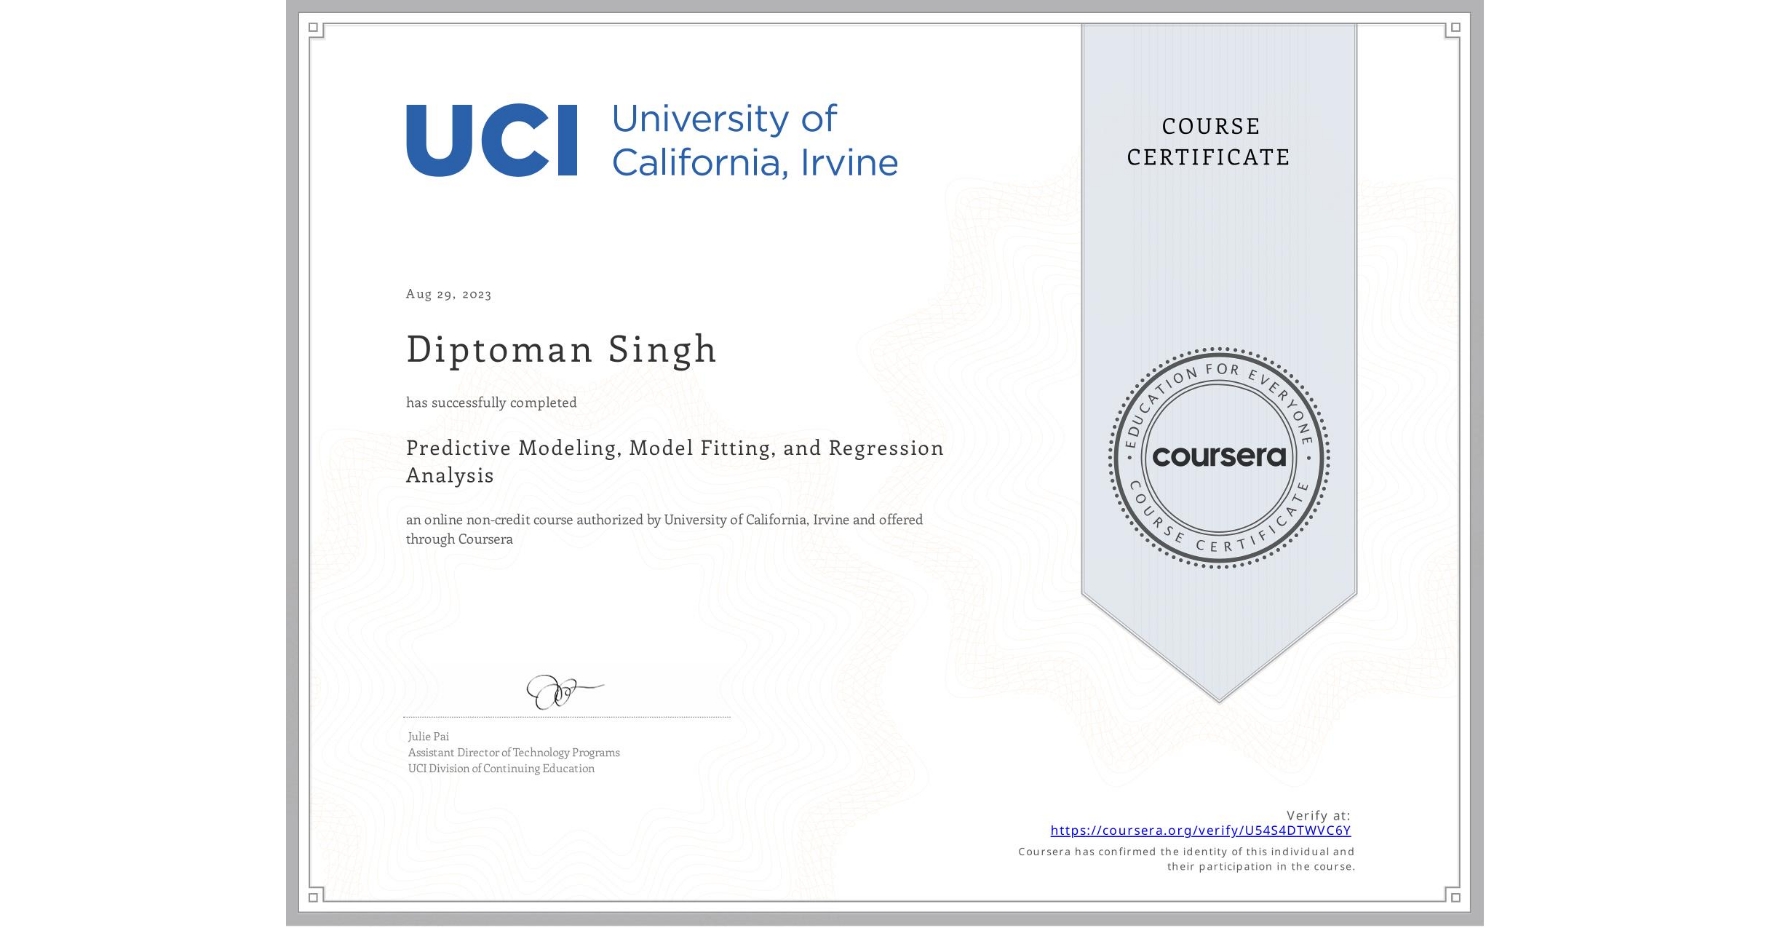 UCI University of
California, Irvine
COURSE
CERTIFICATE
Aug 29, 2023
Diptoman Singh
has successfully completed
Predictive Modeling, Model Fitting, and Regression
Analysis
an online non-credit course authorized by University of California, Irvine and offered
through Coursera
EDUCATION FOR EVERYONE
coursera
COURSE CERTIFICATE
Julie Pai
Assistant Director of Technology Programs
UCI Division of Continuing Education
Verify at:
https://coursera.org/verify/U54S4DTWVC6Y
Coursera has confirmed the identity of this individual and
their participation in the course.